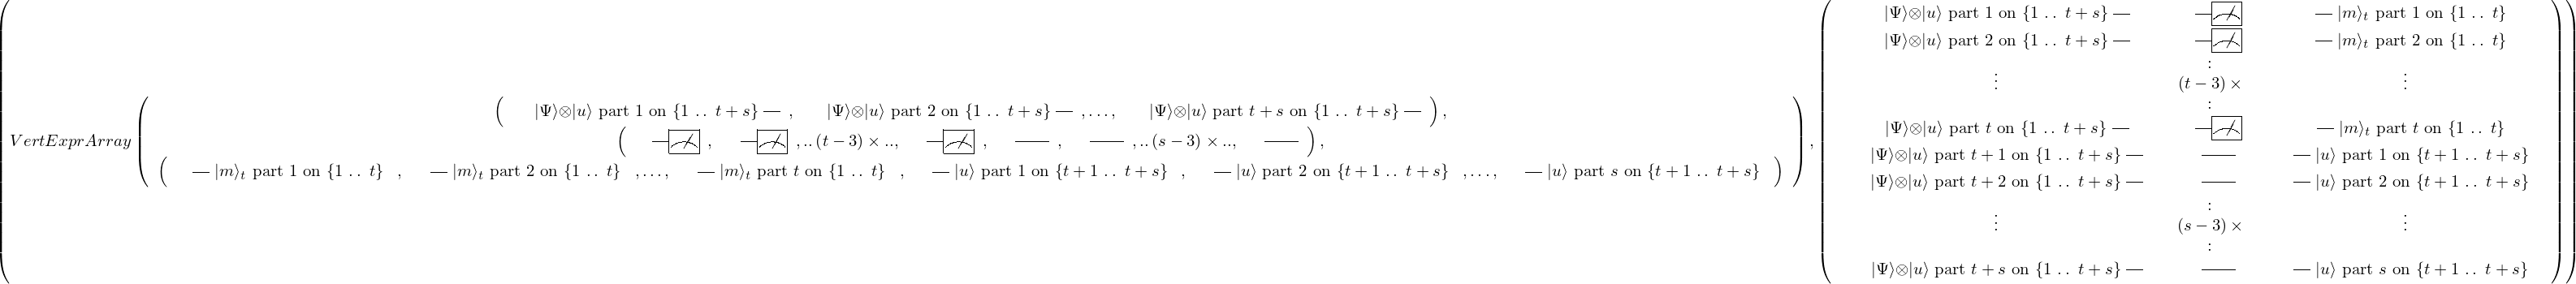 |Ψ⟩⊗|u⟩ part 1 on {1 . . t + s} — |m⟩ₜ part 1 on {1 . . t}
|Ψ⟩⊗|u⟩ part 2 on {1 . . t + s} — |m⟩ₜ part 2 on {1 . . t}
⋮ : (t − 3) × : ⋮
( |Ψ⟩⊗|u⟩ part 1 on {1 . . t + s} — , |Ψ⟩⊗|u⟩ part 2 on {1 . . t + s} — , . . . , |Ψ⟩⊗|u⟩ part t + s on {1 . . t + s} — ) ,
|Ψ⟩⊗|u⟩ part t on {1 . . t + s} — |m⟩ₜ part t on {1 . . t}
VertExprArray ( ( , , .. (t − 3) × .., , — , — , .. (s − 3) × .., — ) , ) ,
|Ψ⟩⊗|u⟩ part t + 1 on {1 . . t + s} — — — |u⟩ part 1 on {t + 1 . . t + s}
( — |m⟩ₜ part 1 on {1 . . t} , — |m⟩ₜ part 2 on {1 . . t} , . . . , — |m⟩ₜ part t on {1 . . t} , — |u⟩ part 1 on {t + 1 . . t + s} , — |u⟩ part 2 on {t + 1 . . t + s} , . . . , — |u⟩ part s on {t + 1 . . t + s} )
|Ψ⟩⊗|u⟩ part t + 2 on {1 . . t + s} — — — |u⟩ part 2 on {t + 1 . . t + s}
⋮ : (s − 3) × : ⋮
|Ψ⟩⊗|u⟩ part t + s on {1 . . t + s} — — — |u⟩ part s on {t + 1 . . t + s}